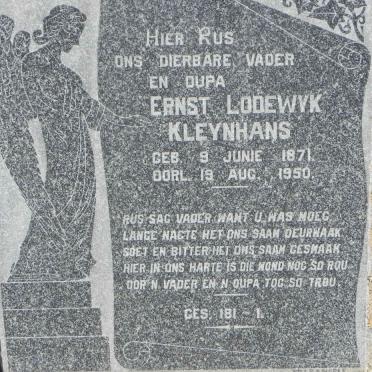 HIER RUS
ONS DIERBARE VADER
EN OUPA
ERNST LODEWYK
KLEYNHANS
GEB. 9 JUNIE 1871.
OORL. 19 AUG. 1950.
RUS SAG VADER WANT U WAS MOEG
LANGE NAGTE HET ONS SAAM DEURWAAK
SOET EN BITTER HET ONS SAAM GESMAAK
HIER IN ONS HARTE IS DIE WOND NOG SO ROU
OOR'N VADER EN'N OUPA TOG SO TROU.
GES. 181 - 1.